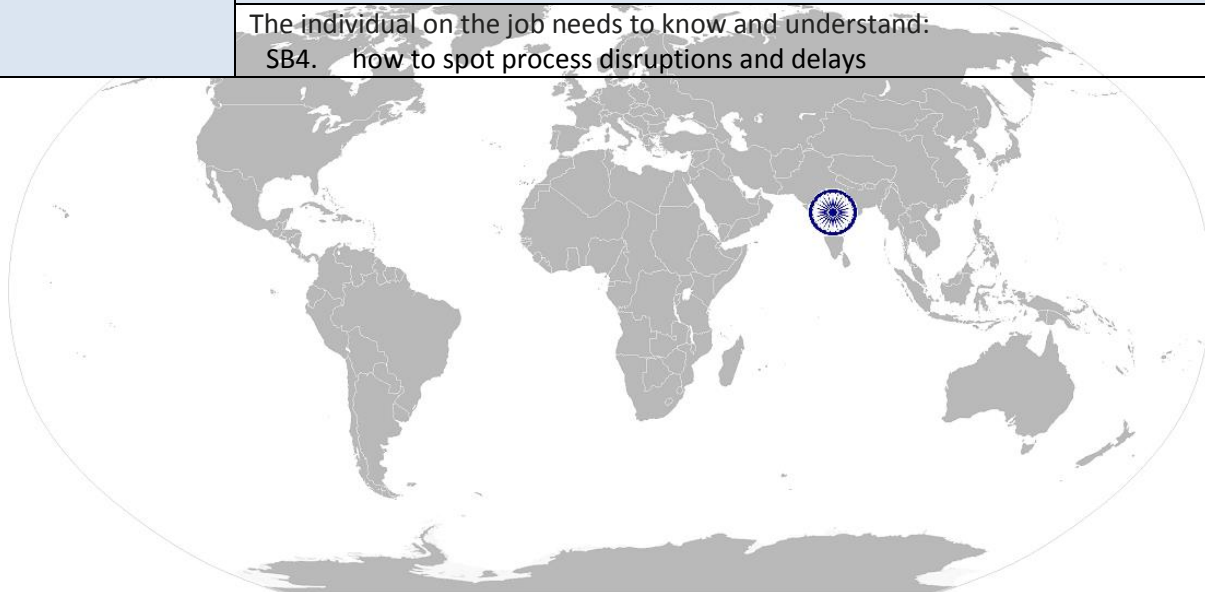 The individual on the job needs to know and understand:
SB4. how to spot process disruptions and delays